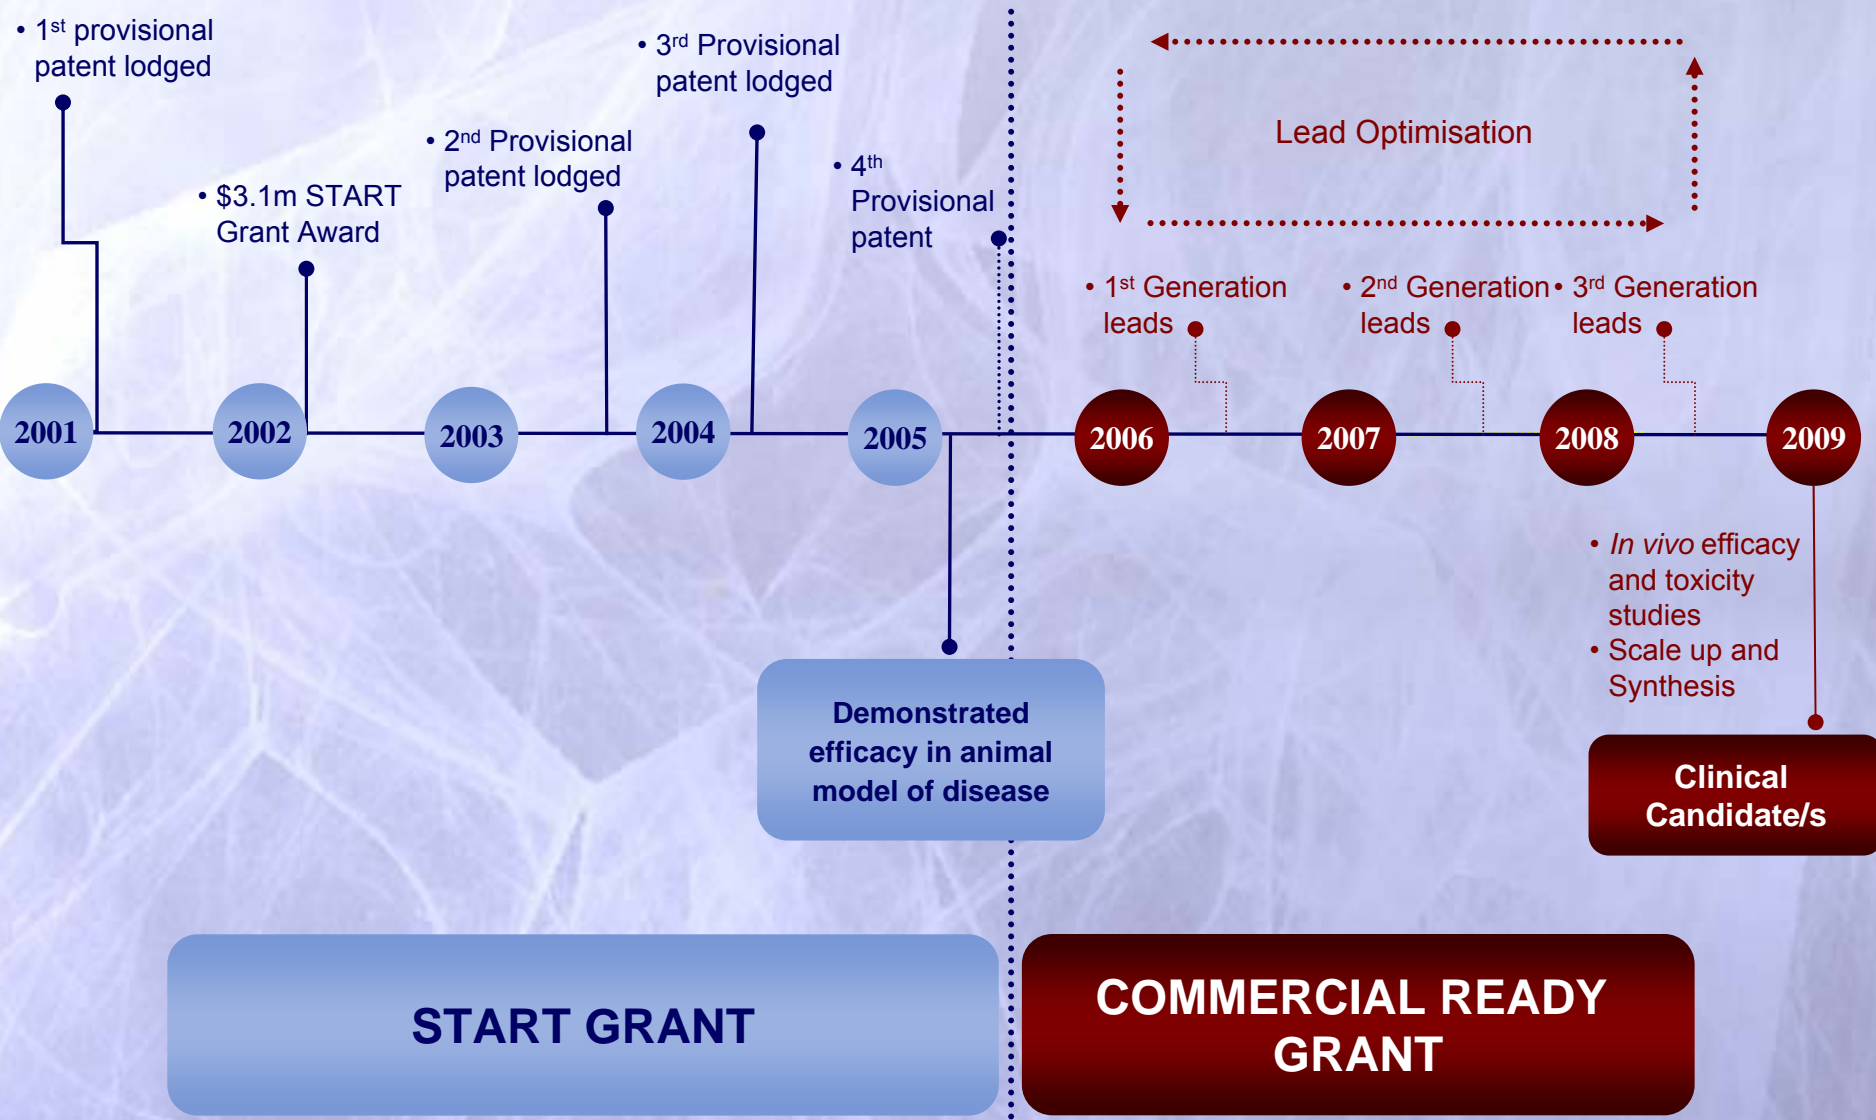 • 1st provisional
patent lodged
• $3.1m START
Grant Award
• 2nd Provisional
patent lodged
• 3rd Provisional
patent lodged
• 4th
Provisional
patent
Lead Optimisation
• 1st Generation
leads
• 2nd Generation
leads
• 3rd Generation
leads
2001
2002
2003
2004
2005
2006
2007
2008
2009
Demonstrated
efficacy in animal
model of disease
• In vivo efficacy
and toxicity
studies
• Scale up and
Synthesis
Clinical
Candidate/s
START GRANT
COMMERCIAL READY
GRANT